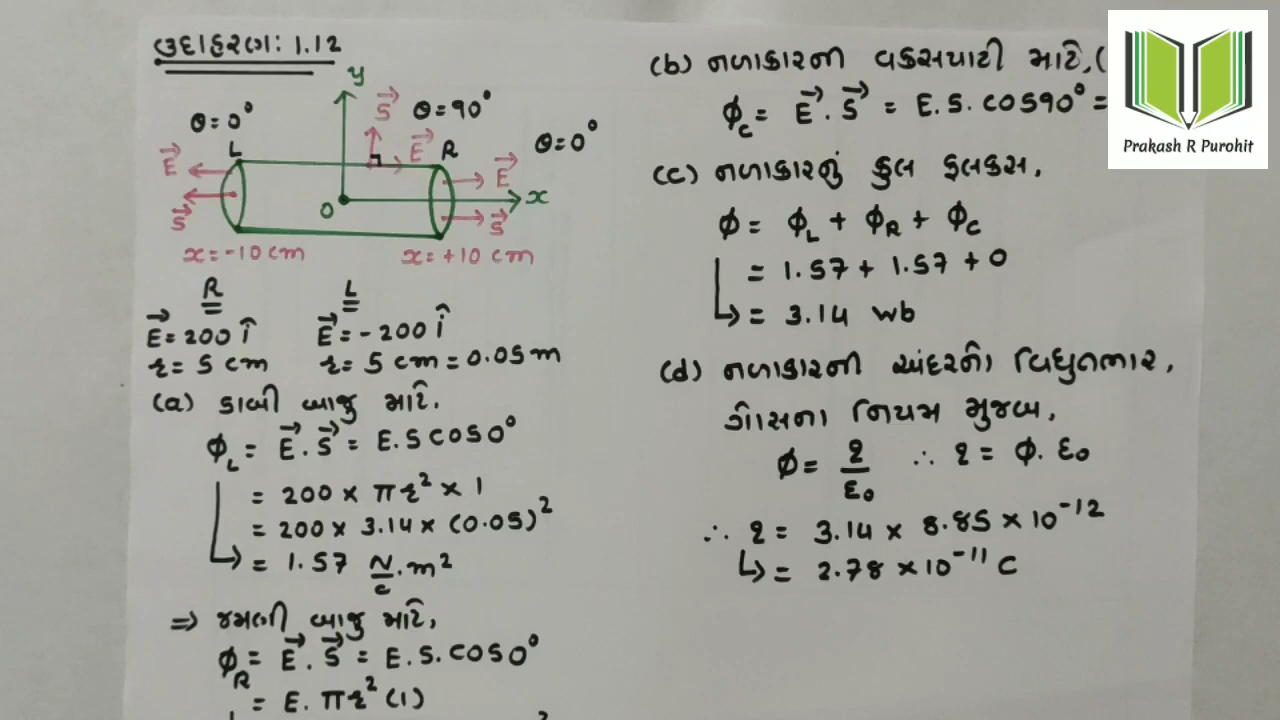 ઉદાહરણ: 1.12
y
S→ θ=90°
θ=0°
θ=0°
L
E→ R
E→
E→
x
O
S→
S→
x=-10 cm
x=+10 cm
R
L
E→=200 î
E→=-200 î
r=5 cm
r=5 cm=0.05m
(a) ડાબી બાજુ માટે.
ϕL = E→.S→ = E.S cos0°
= 200 × πr² × 1
= 200 × 3.14 × (0.05)²
= 1.57 N/c.m²
⇒ જમણી બાજુ માટે,
ϕR = E→.S→ = E.S.cos0°
= E.πr²(1)
(b) નળાકારની વક્રસપાટી માટે,(
ϕC = E→.S→ = E.S.cos90° =
(c) નળાકારનું કુલ ફલક્સ,
ϕ = ϕL + ϕR + ϕC
= 1.57 + 1.57 + 0
= 3.14 wb
(d) નળાકારની અંદરનો વિધુતભાર,
ગૉસના નિયમ મુજબ,
ϕ = q/ε0 ∴ q = ϕ.ε0
∴ q = 3.14 × 8.85 × 10⁻¹²
= 2.78 × 10⁻¹¹ C
Prakash R Purohit